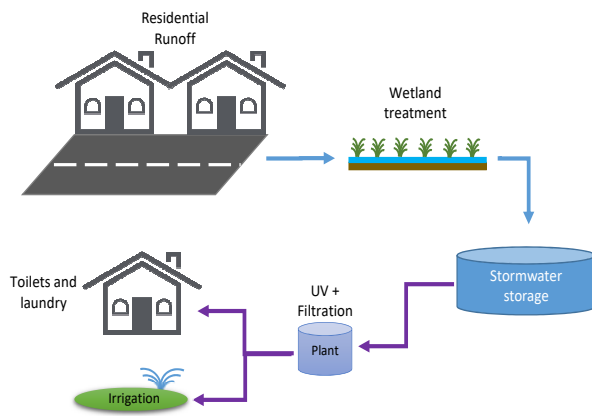 Residential
Runoff
Wetland
treatment
Stormwater
storage
UV +
Filtration
Plant
Toilets and
laundry
Irrigation